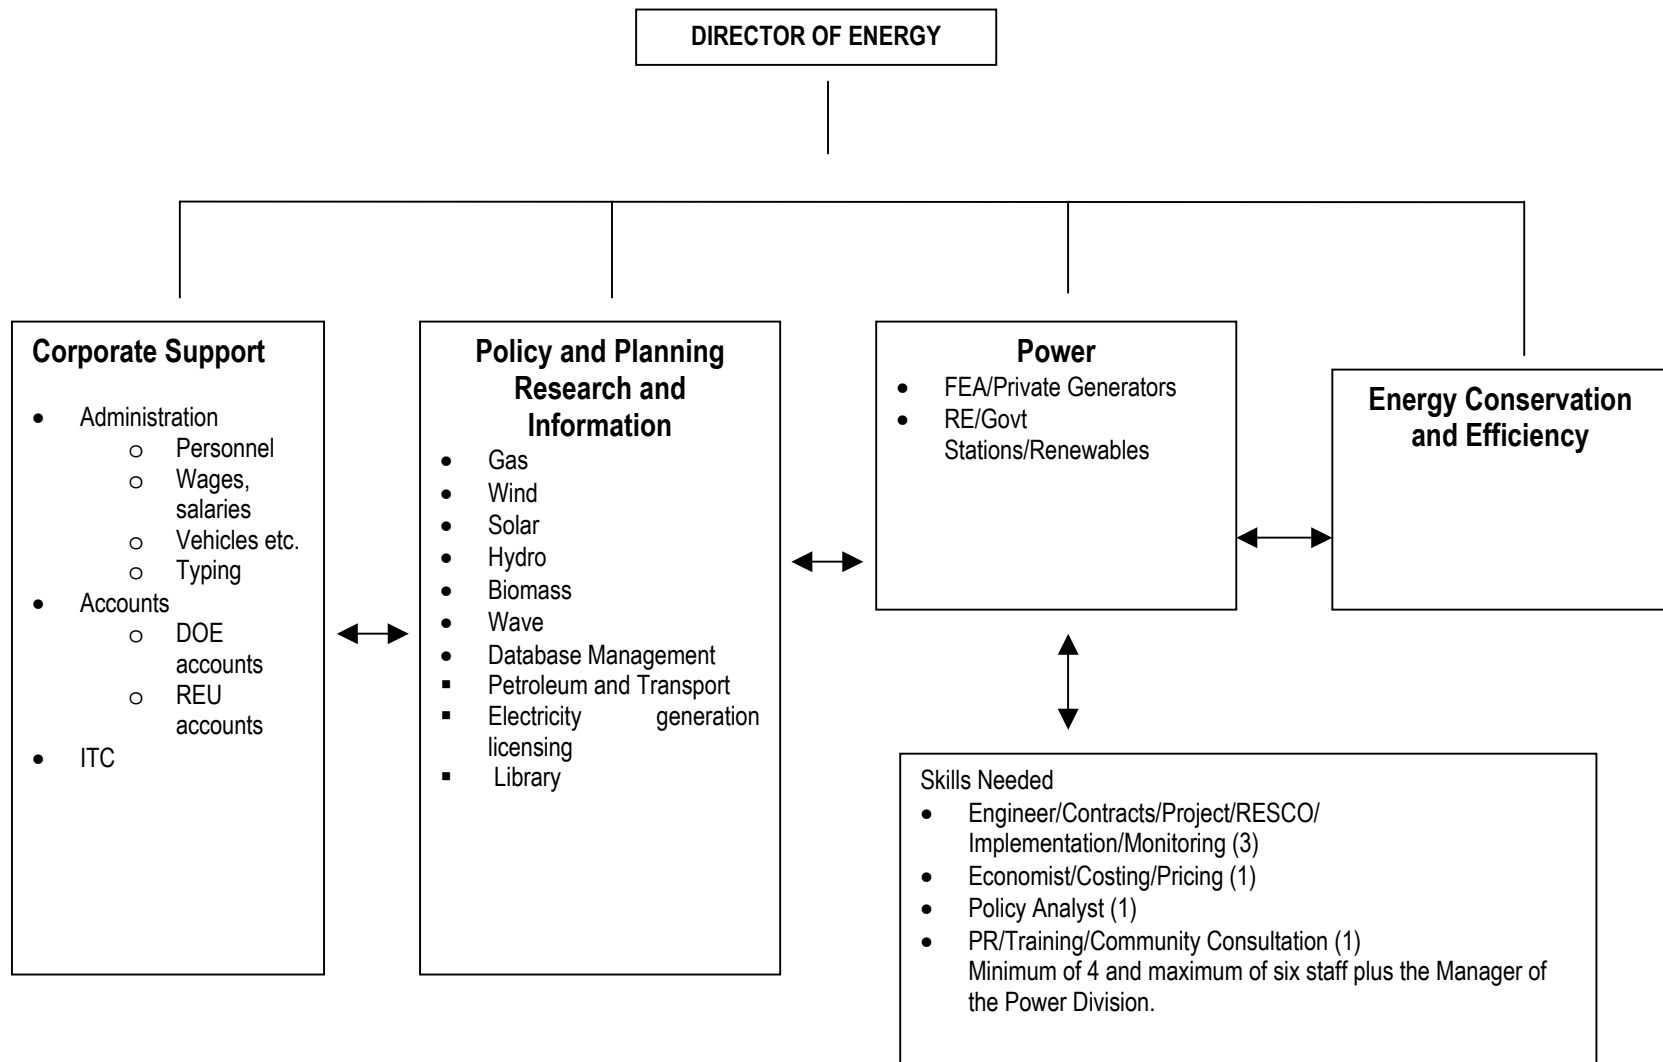 DIRECTOR OF ENERGY
Corporate Support
• Administration
o Personnel
o Wages,
salaries
o Vehicles etc.
o Typing
• Accounts
o DOE
accounts
o REU
accounts
• ITC
Policy and Planning
Research and
Information
• Gas
• Wind
• Solar
• Hydro
• Biomass
• Wave
• Database Management
▪ Petroleum and Transport
▪ Electricity generation
licensing
▪ Library
Power
• FEA/Private Generators
• RE/Govt
Stations/Renewables
Energy Conservation
and Efficiency
Skills Needed
• Engineer/Contracts/Project/RESCO/
Implementation/Monitoring (3)
• Economist/Costing/Pricing (1)
• Policy Analyst (1)
• PR/Training/Community Consultation (1)
Minimum of 4 and maximum of six staff plus the Manager of
the Power Division.